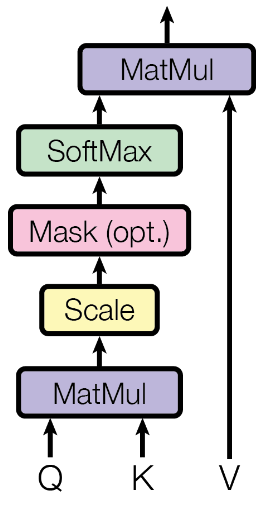 MatMul
SoftMax
Mask (opt.)
Scale
MatMul
Q K V